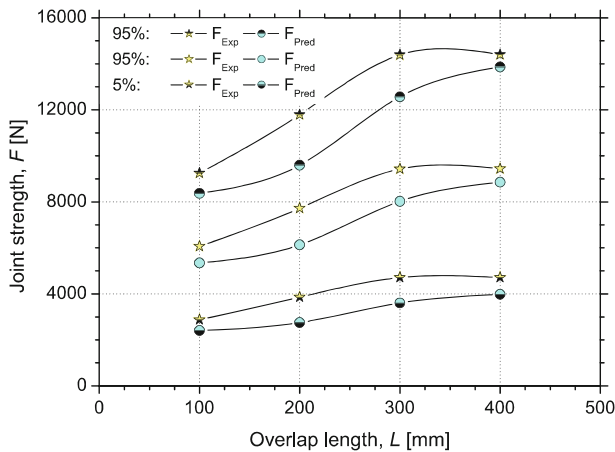 95%: F Exp F Pred
95%: F Exp F Pred
5%: F Exp F Pred
16000
12000
8000
4000
0
Joint strength, F [N]
0 100 200 300 400 500
Overlap length, L [mm]